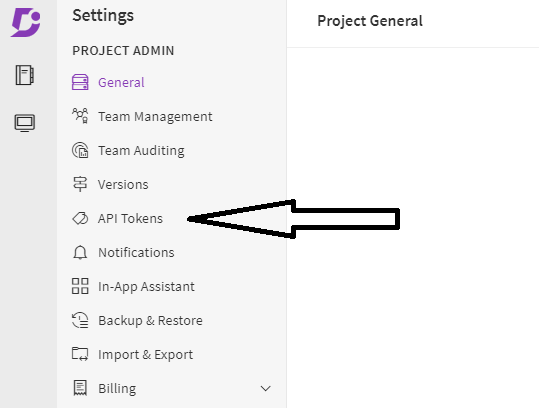 Settings
Project General
PROJECT ADMIN
General
Team Management
Team Auditing
Versions
API Tokens
Notifications
In-App Assistant
Backup & Restore
Import & Export
Billing